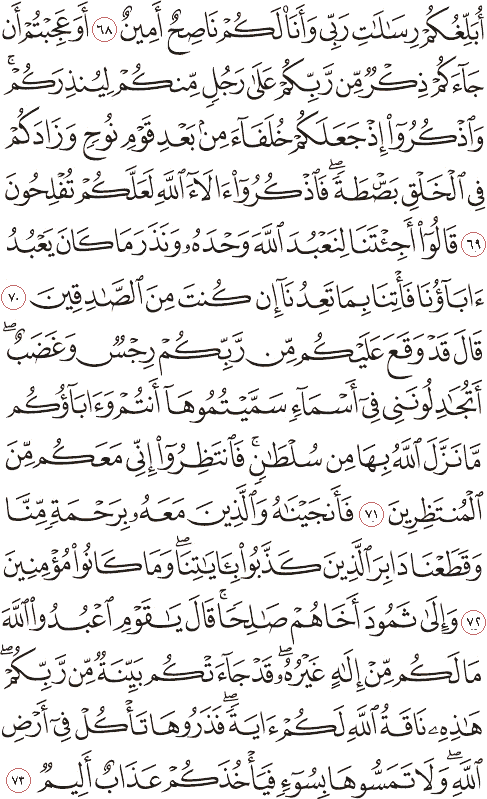 أُبَلِّغُكُمْ رِسَٰلَٰتِ رَبِّى وَأَنَا۠ لَكُمْ نَاصِحٌ أَمِينٌ ٦٨ أَوَعَجِبْتُمْ أَن
جَآءَكُمْ ذِكْرٌ مِّن رَّبِّكُمْ عَلَىٰ رَجُلٍ مِّنكُمْ لِيُنذِرَكُمْ ۚ
وَٱذْكُرُوٓا۟ إِذْ جَعَلَكُمْ خُلَفَآءَ مِنۢ بَعْدِ قَوْمِ نُوحٍ وَزَادَكُمْ
فِى ٱلْخَلْقِ بَصْۜطَةً ۖ فَٱذْكُرُوٓا۟ ءَالَآءَ ٱللَّهِ لَعَلَّكُمْ تُفْلِحُونَ
٦٩ قَالُوٓا۟ أَجِئْتَنَا لِنَعْبُدَ ٱللَّهَ وَحْدَهُۥ وَنَذَرَ مَا كَانَ يَعْبُدُ
ءَابَآؤُنَا فَأْتِنَا بِمَا تَعِدُنَآ إِن كُنتَ مِنَ ٱلصَّٰدِقِينَ ٧٠
قَالَ قَدْ وَقَعَ عَلَيْكُم مِّن رَّبِّكُمْ رِجْسٌ وَغَضَبٌ ۖ
أَتُجَٰدِلُونَنِى فِىٓ أَسْمَآءٍ سَمَّيْتُمُوهَآ أَنتُمْ وَءَابَآؤُكُم
مَّا نَزَّلَ ٱللَّهُ بِهَا مِن سُلْطَٰنٍ ۚ فَٱنتَظِرُوٓا۟ إِنِّى مَعَكُم مِّنَ
ٱلْمُنتَظِرِينَ ٧١ فَأَنجَيْنَٰهُ وَٱلَّذِينَ مَعَهُۥ بِرَحْمَةٍ مِّنَّا
وَقَطَعْنَا دَابِرَ ٱلَّذِينَ كَذَّبُوا۟ بِـَٔايَٰتِنَا ۖ وَمَا كَانُوا۟ مُؤْمِنِينَ
٧٢ وَإِلَىٰ ثَمُودَ أَخَاهُمْ صَٰلِحًا ۗ قَالَ يَٰقَوْمِ ٱعْبُدُوا۟ ٱللَّهَ
مَا لَكُم مِّنْ إِلَٰهٍ غَيْرُهُۥ ۖ قَدْ جَآءَتْكُم بَيِّنَةٌ مِّن رَّبِّكُمْ ۖ
هَٰذِهِۦ نَاقَةُ ٱللَّهِ لَكُمْ ءَايَةً ۖ فَذَرُوهَا تَأْكُلْ فِىٓ أَرْضِ
ٱللَّهِ ۖ وَلَا تَمَسُّوهَا بِسُوٓءٍ فَيَأْخُذَكُمْ عَذَابٌ أَلِيمٌ ٧٣